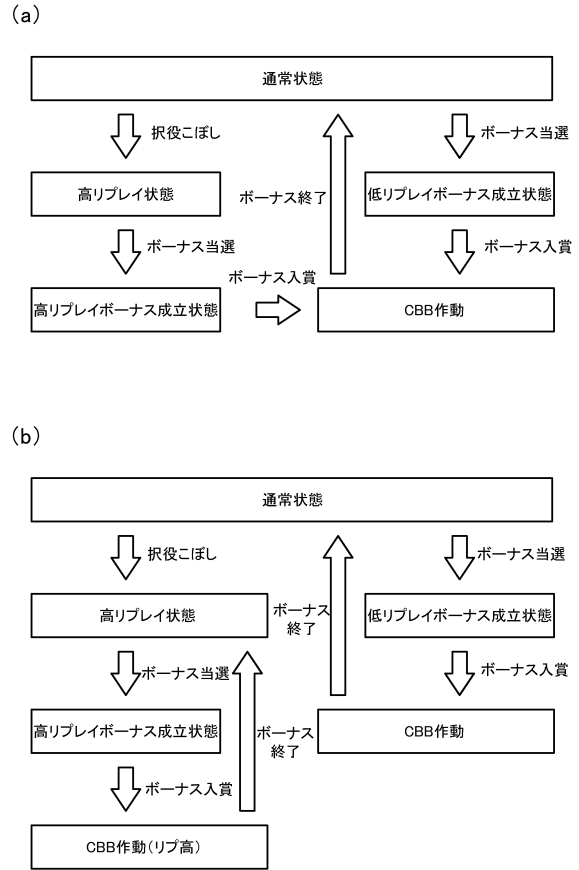 (a)
通常状態
択役こぼし
ボーナス当選
高リプレイ状態
ボーナス終了
低リプレイボーナス成立状態
ボーナス当選
ボーナス入賞
ボーナス入賞
高リプレイボーナス成立状態
CBB作動
(b)
通常状態
択役こぼし
ボーナス当選
高リプレイ状態
ボーナス
終了
低リプレイボーナス成立状態
ボーナス当選
ボーナス入賞
高リプレイボーナス成立状態
ボーナス
終了
CBB作動
ボーナス入賞
CBB作動(リプ高)